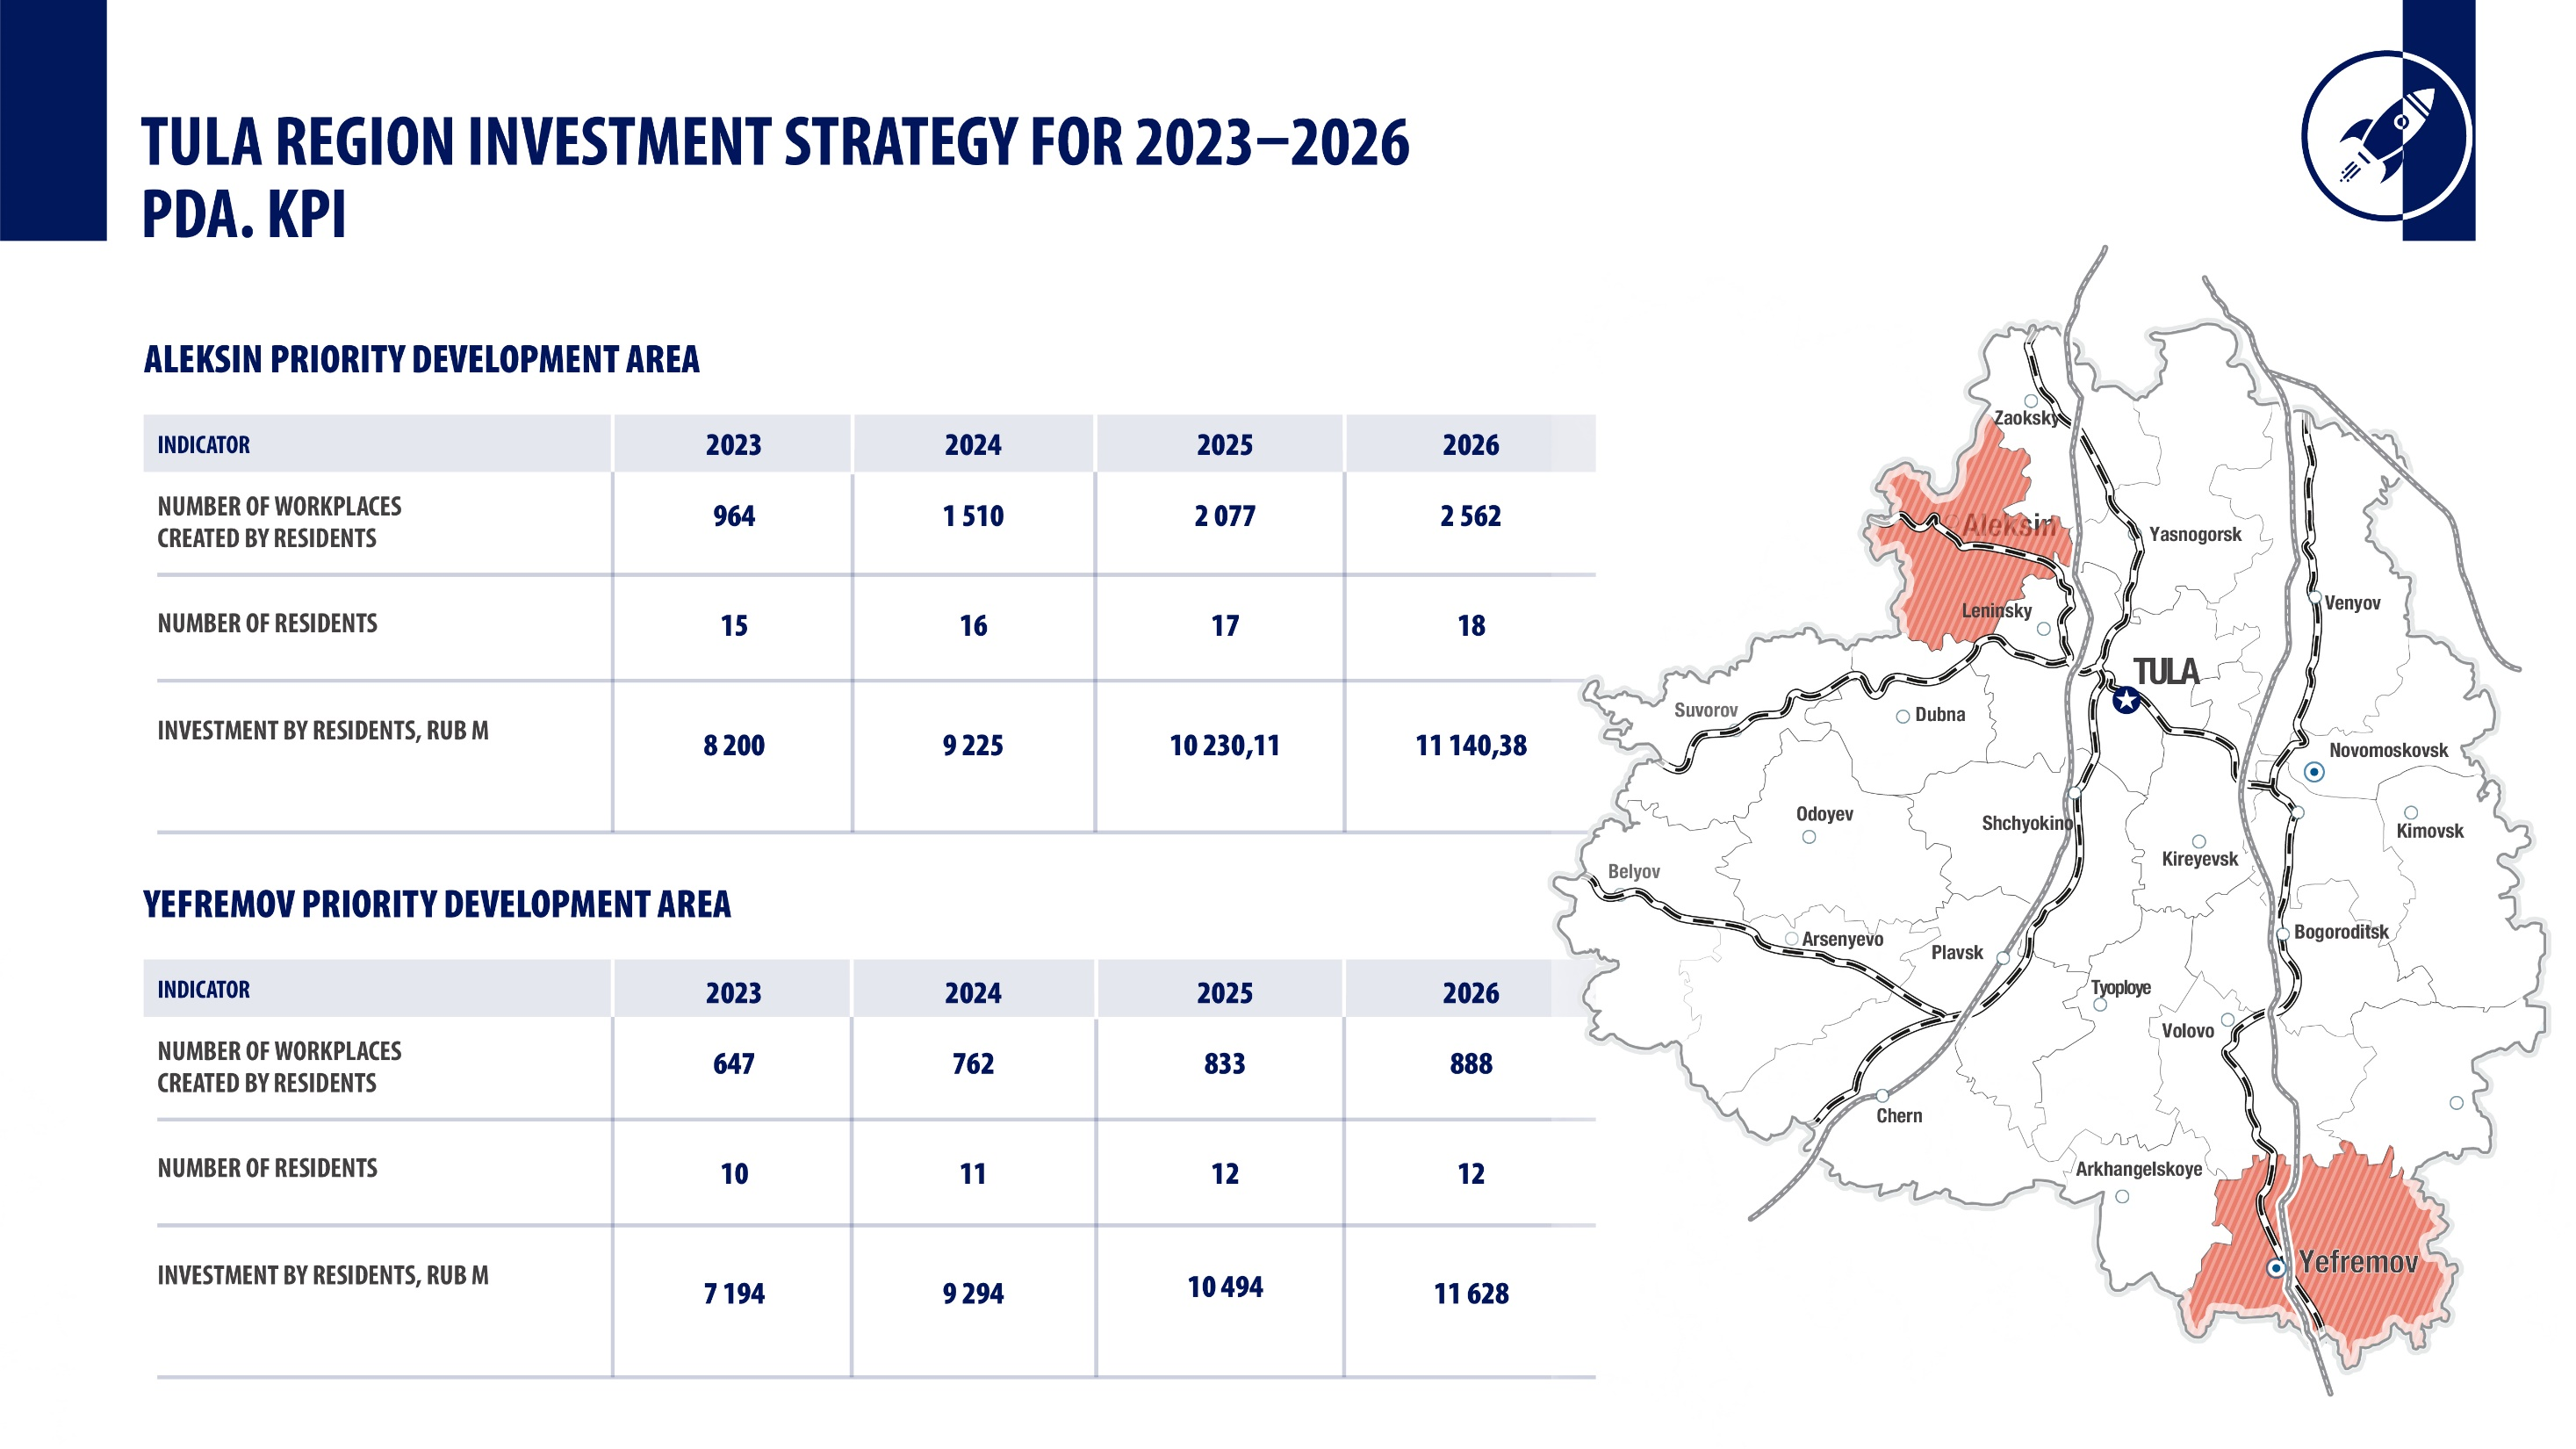 TULA REGION INVESTMENT STRATEGY FOR 2023–2026
PDA. KPI
ALEKSIN PRIORITY DEVELOPMENT AREA
INDICATOR 2023 2024 2025 2026
NUMBER OF WORKPLACES
CREATED BY RESIDENTS
964 1 510 2 077 2 562
NUMBER OF RESIDENTS 15 16 17 18
INVESTMENT BY RESIDENTS, RUB M
8 200 9 225 10 230,11 11 140,38
YEFREMOV PRIORITY DEVELOPMENT AREA
INDICATOR 2023 2024 2025 2026
NUMBER OF WORKPLACES
CREATED BY RESIDENTS
647 762 833 888
NUMBER OF RESIDENTS 10 11 12 12
INVESTMENT BY RESIDENTS, RUB M
7 194 9 294 10 494 11 628
Zaoksky
Aleksin
Yasnogorsk
Leninsky
Venyov
TULA
Suvorov
Dubna
Novomoskovsk
Odoyev
Shchyokino
Kimovsk
Kireyevsk
Belyov
Arsenyevo
Plavsk
Bogoroditsk
Tyoploye
Volovo
Chern
Arkhangelskoye
Yefremov